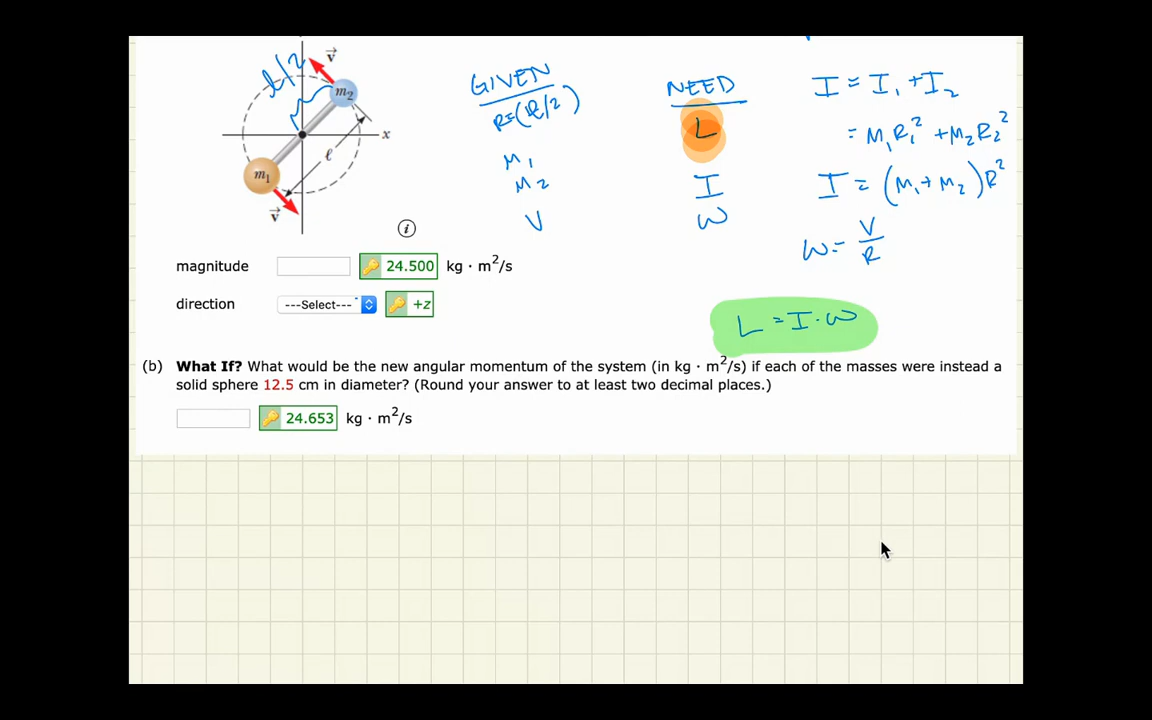 ℓ/2
v⃗
m₂
x
ℓ
m₁
v⃗
i
GIVEN
R=(ℓ/2)
M₁
M₂
V
NEED
L
I
ω
I = I₁ + I₂
= M₁R₁² + M₂R₂²
I = (M₁ + M₂)R²
ω = V/R
magnitude 24.500 kg · m²/s
direction ---Select--- +z
L = I · ω
(b) What If? What would be the new angular momentum of the system (in kg · m²/s) if each of the masses were instead a
solid sphere 12.5 cm in diameter? (Round your answer to at least two decimal places.)
24.653 kg · m²/s